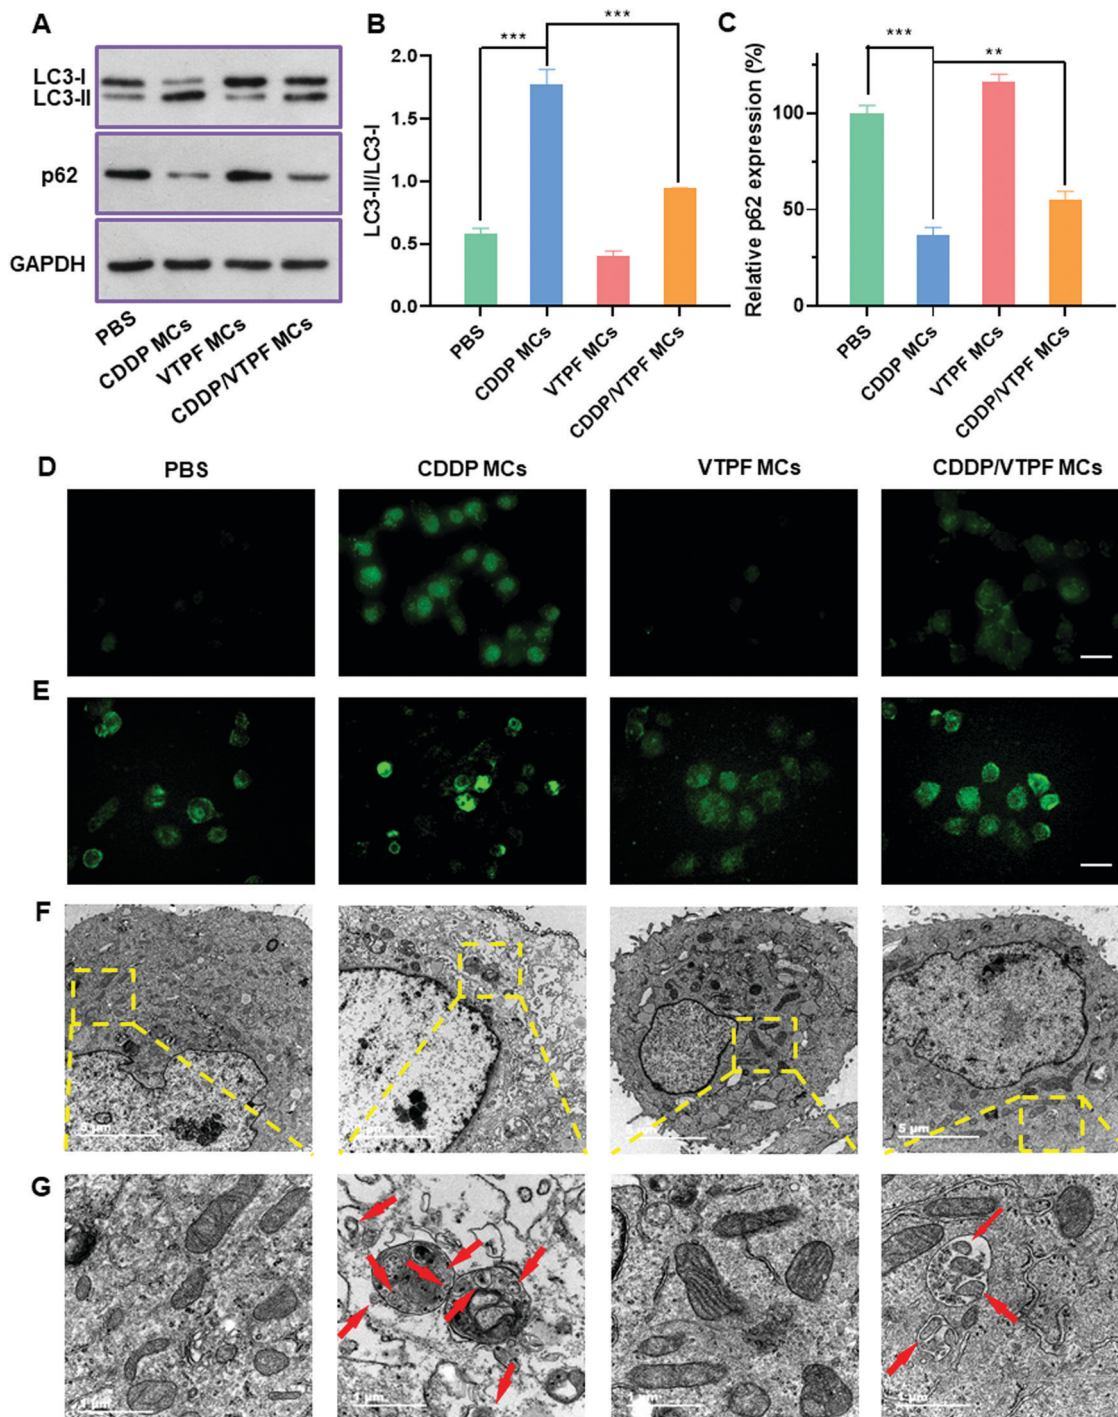 A
LC3-I
LC3-II
p62
GAPDH
PBS
CDDP MCs
VTPF MCs
CDDP/VTPF MCs
B
***
***
2.0
1.5
1.0
0.5
0.0
LC3-II/LC3-I
PBS
CDDP MCs
VTPF MCs
CDDP/VTPF MCs
C
***
**
100
50
0
Relative p62 expression (%)
PBS
CDDP MCs
VTPF MCs
CDDP/VTPF MCs
D
PBS
CDDP MCs
VTPF MCs
CDDP/VTPF MCs
E
F
5 µm
5 µm
5 µm
G
1 µm
1 µm
1 µm
1 µm